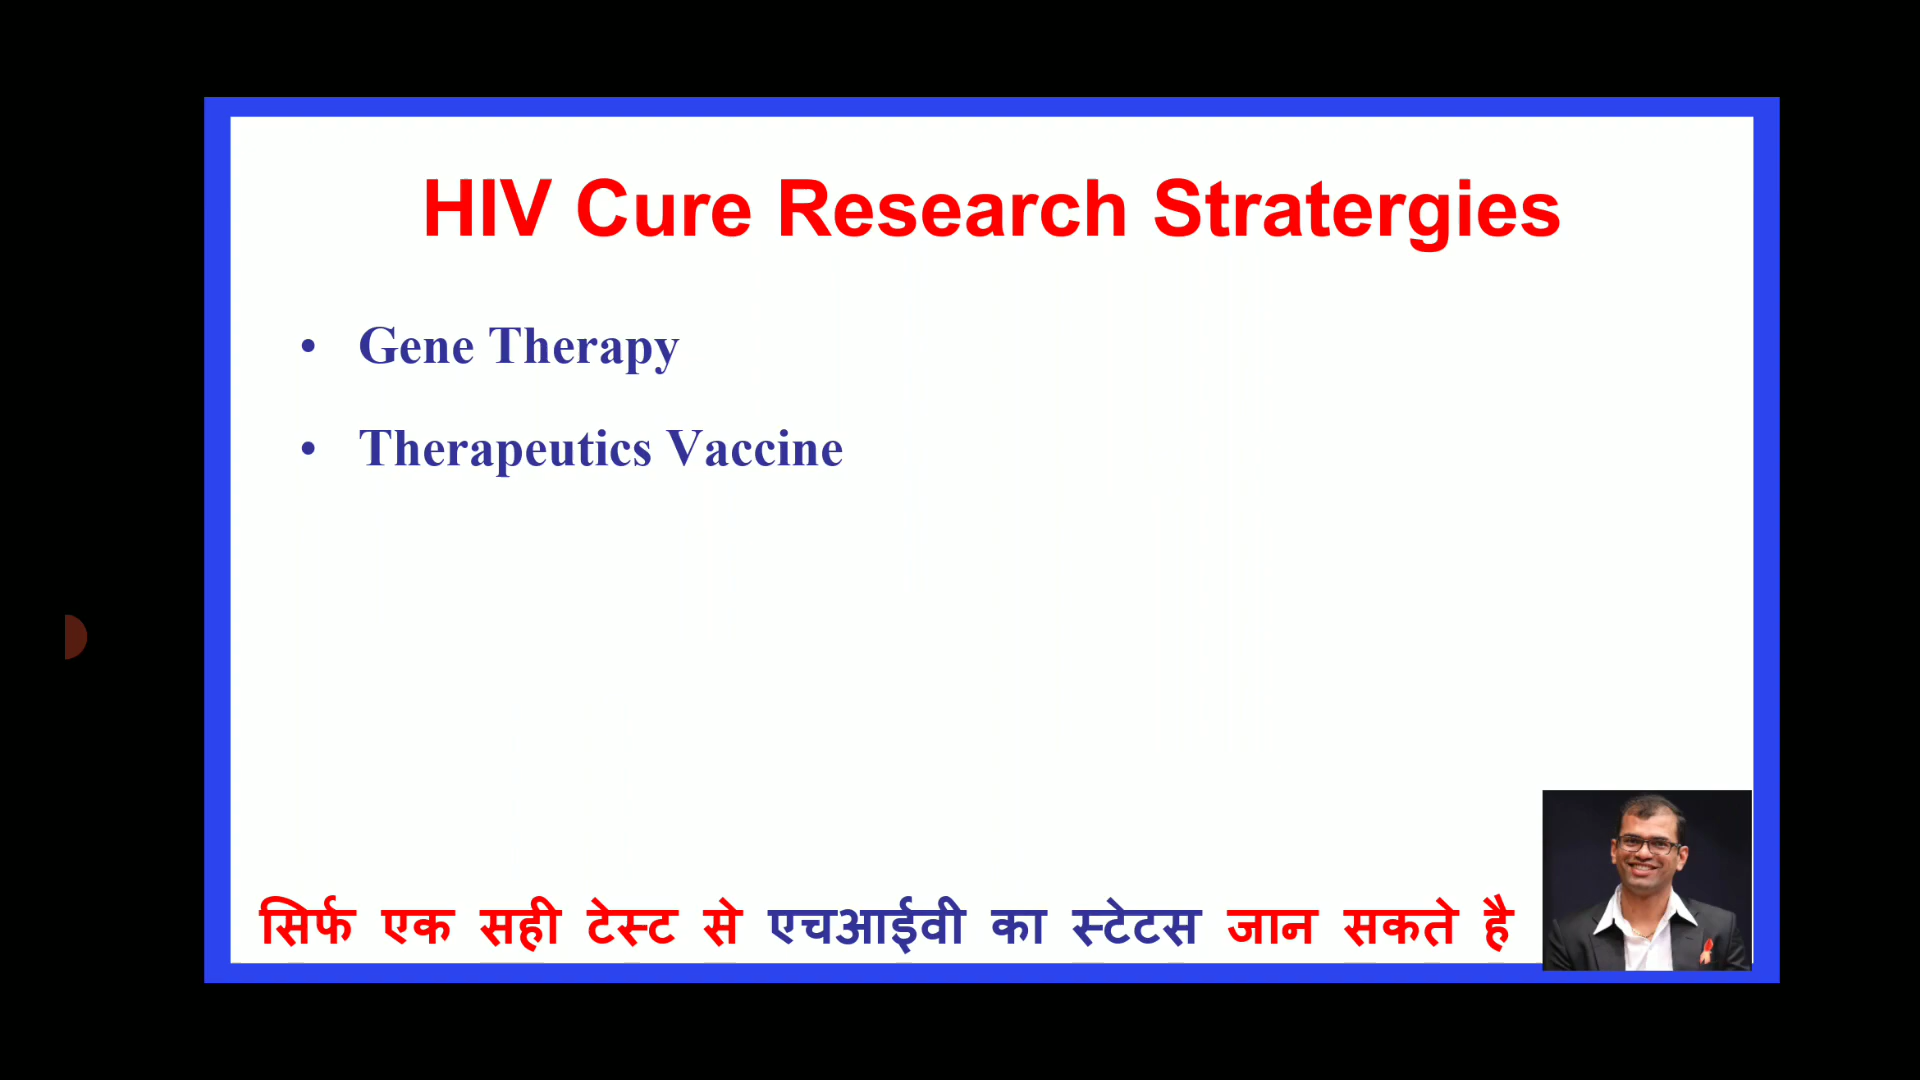 HIV Cure Research Stratergies
• Gene Therapy
• Therapeutics Vaccine
सिर्फ एक सही टेस्ट से एचआईवी का स्टेटस जान सकते है